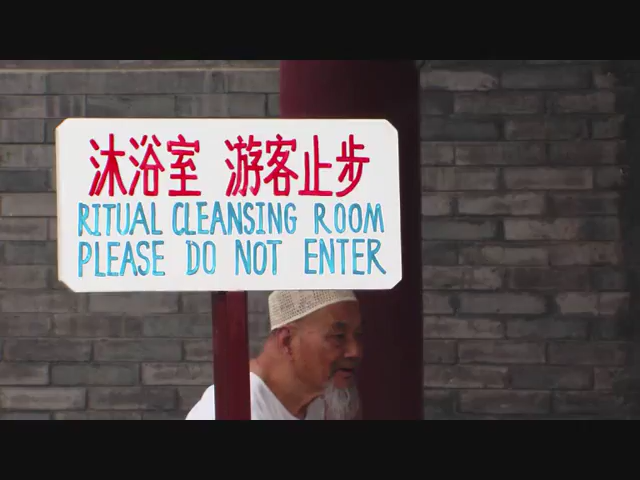 沐浴室 游客止步
RITUAL CLEANSING ROOM
PLEASE DO NOT ENTER